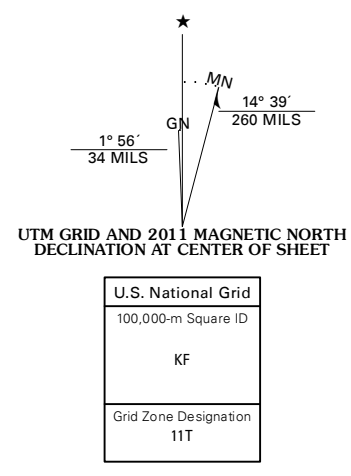 ★
MN
GN
14° 39´
260 MILS
1° 56´
34 MILS
UTM GRID AND 2011 MAGNETIC NORTH
DECLINATION AT CENTER OF SHEET
U.S. National Grid
100,000-m Square ID
KF
Grid Zone Designation
11T